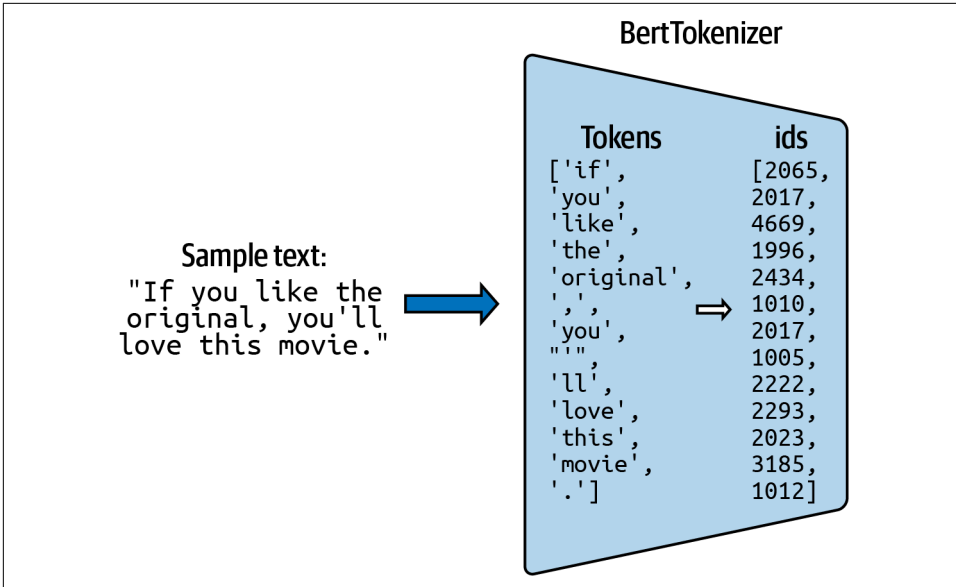 BertTokenizer
Sample text:
"If you like the
original, you'll
love this movie."
Tokens
['if',
'you',
'like',
'the',
'original',
',',
'you',
"'",
'll',
'love',
'this',
'movie',
'.']
ids
[2065,
2017,
4669,
1996,
2434,
1010,
2017,
1005,
2222,
2293,
2023,
3185,
1012]